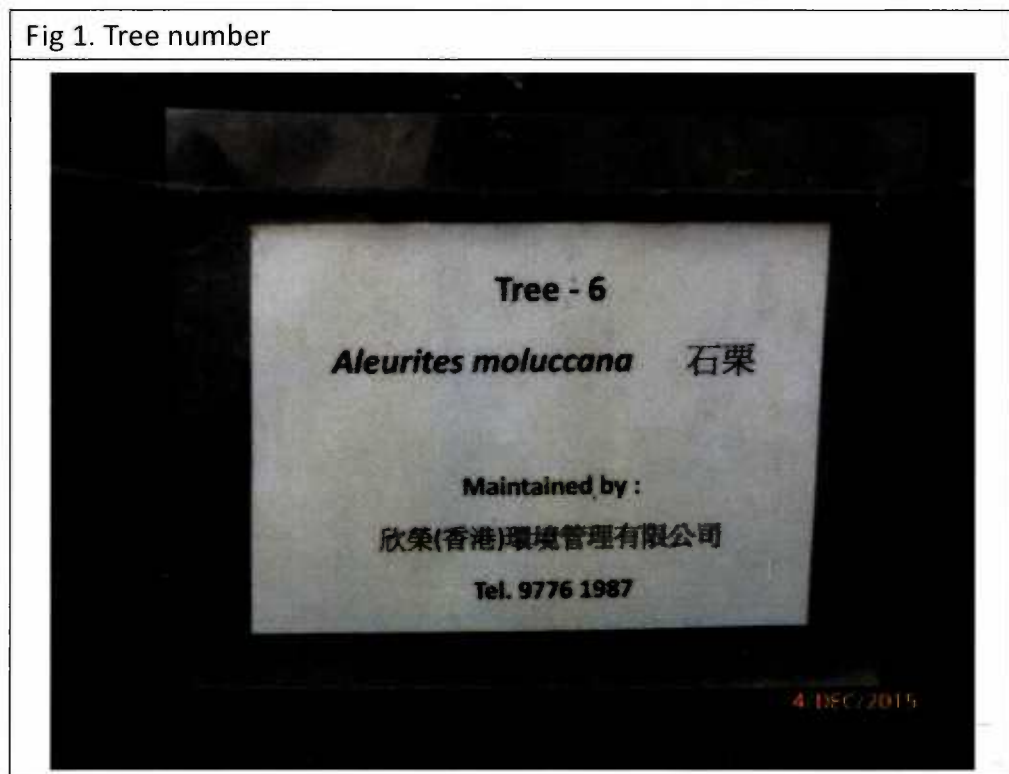 Fig 1. Tree number
Tree - 6
Aleurites moluccana 石栗
Maintained by :
欣榮(香港)環境管理有限公司
Tel. 9776 1987
4/DEC/2015